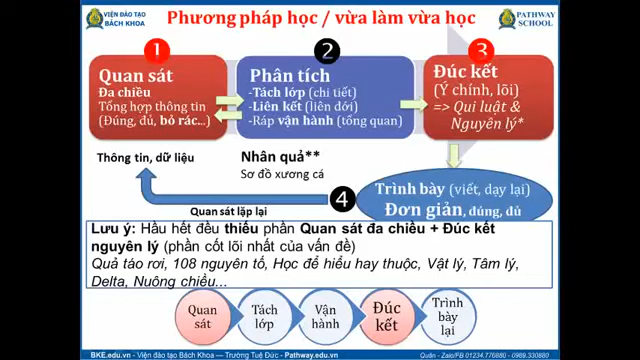 VIỆN ĐÀO TẠO
BÁCH KHOA
Phương pháp học / vừa làm vừa học
PATHWAY
SCHOOL
1
2
3
Quan sát
Đa chiều
Tổng hợp thông tin
(Đúng, đủ, bỏ rác...)
Phân tích
-Tách lớp (chi tiết)
-Liên kết (liên đới)
-Ráp vận hành (tổng quan)
Đúc kết
(Ý chính, lõi)
=> Qui luật &
Nguyên lý*
Thông tin, dữ liệu
Nhân quả**
Sơ đồ xương cá
4
Trình bày (viết, dạy lại)
Đơn giản, đúng, đủ
Quan sát lặp lại
Lưu ý: Hầu hết đều thiếu phần Quan sát đa chiều + Đúc kết
nguyên lý (phần cốt lõi nhất của vấn đề)
Quả táo rơi, 108 nguyên tố, Học để hiểu hay thuộc, Vật lý, Tâm lý,
Delta, Nuông chiều...
Quan
sát
Tách
lớp
Vận
hành
Đúc
kết
Trình
bày
lại
BKE.edu.vn - Viện đào tạo Bách Khoa — Trường Tuệ Đức - Pathway.edu.vn
Quân - Zalo/FB 01234.776880 - 0989.330880